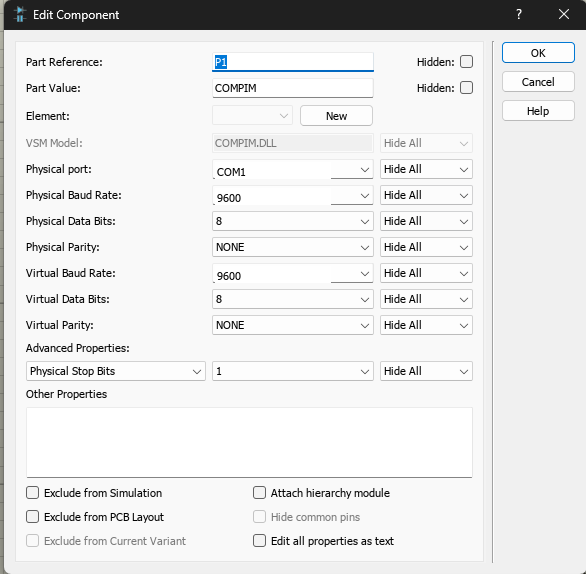 Edit Component ? ×
Part Reference: P1 Hidden: OK
Part Value: COMPIM Hidden: Cancel
Element: New Help
VSM Model: COMPIM.DLL Hide All
Physical port: COM1 Hide All
Physical Baud Rate: 9600 Hide All
Physical Data Bits: 8 Hide All
Physical Parity: NONE Hide All
Virtual Baud Rate: 9600 Hide All
Virtual Data Bits: 8 Hide All
Virtual Parity: NONE Hide All
Advanced Properties:
Physical Stop Bits 1 Hide All
Other Properties
Exclude from Simulation Attach hierarchy module
Exclude from PCB Layout Hide common pins
Exclude from Current Variant Edit all properties as text